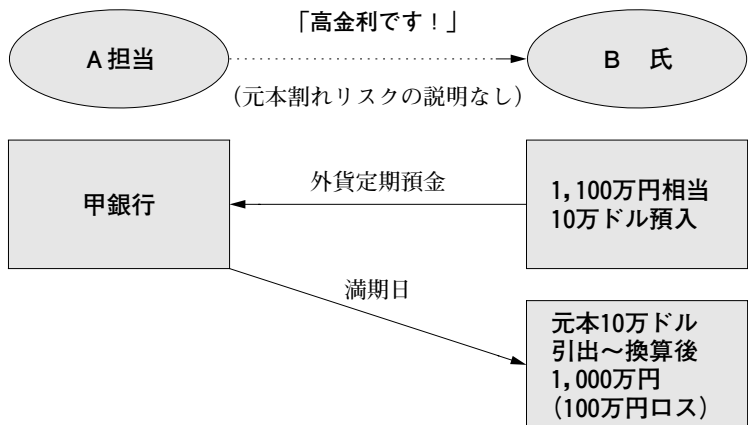 「高金利です！」
A担当
B　氏
（元本割れリスクの説明なし）
甲銀行
外貨定期預金
1,100万円相当
10万ドル預入
満期日
元本10万ドル
引出～換算後
1,000万円
(100万円ロス)